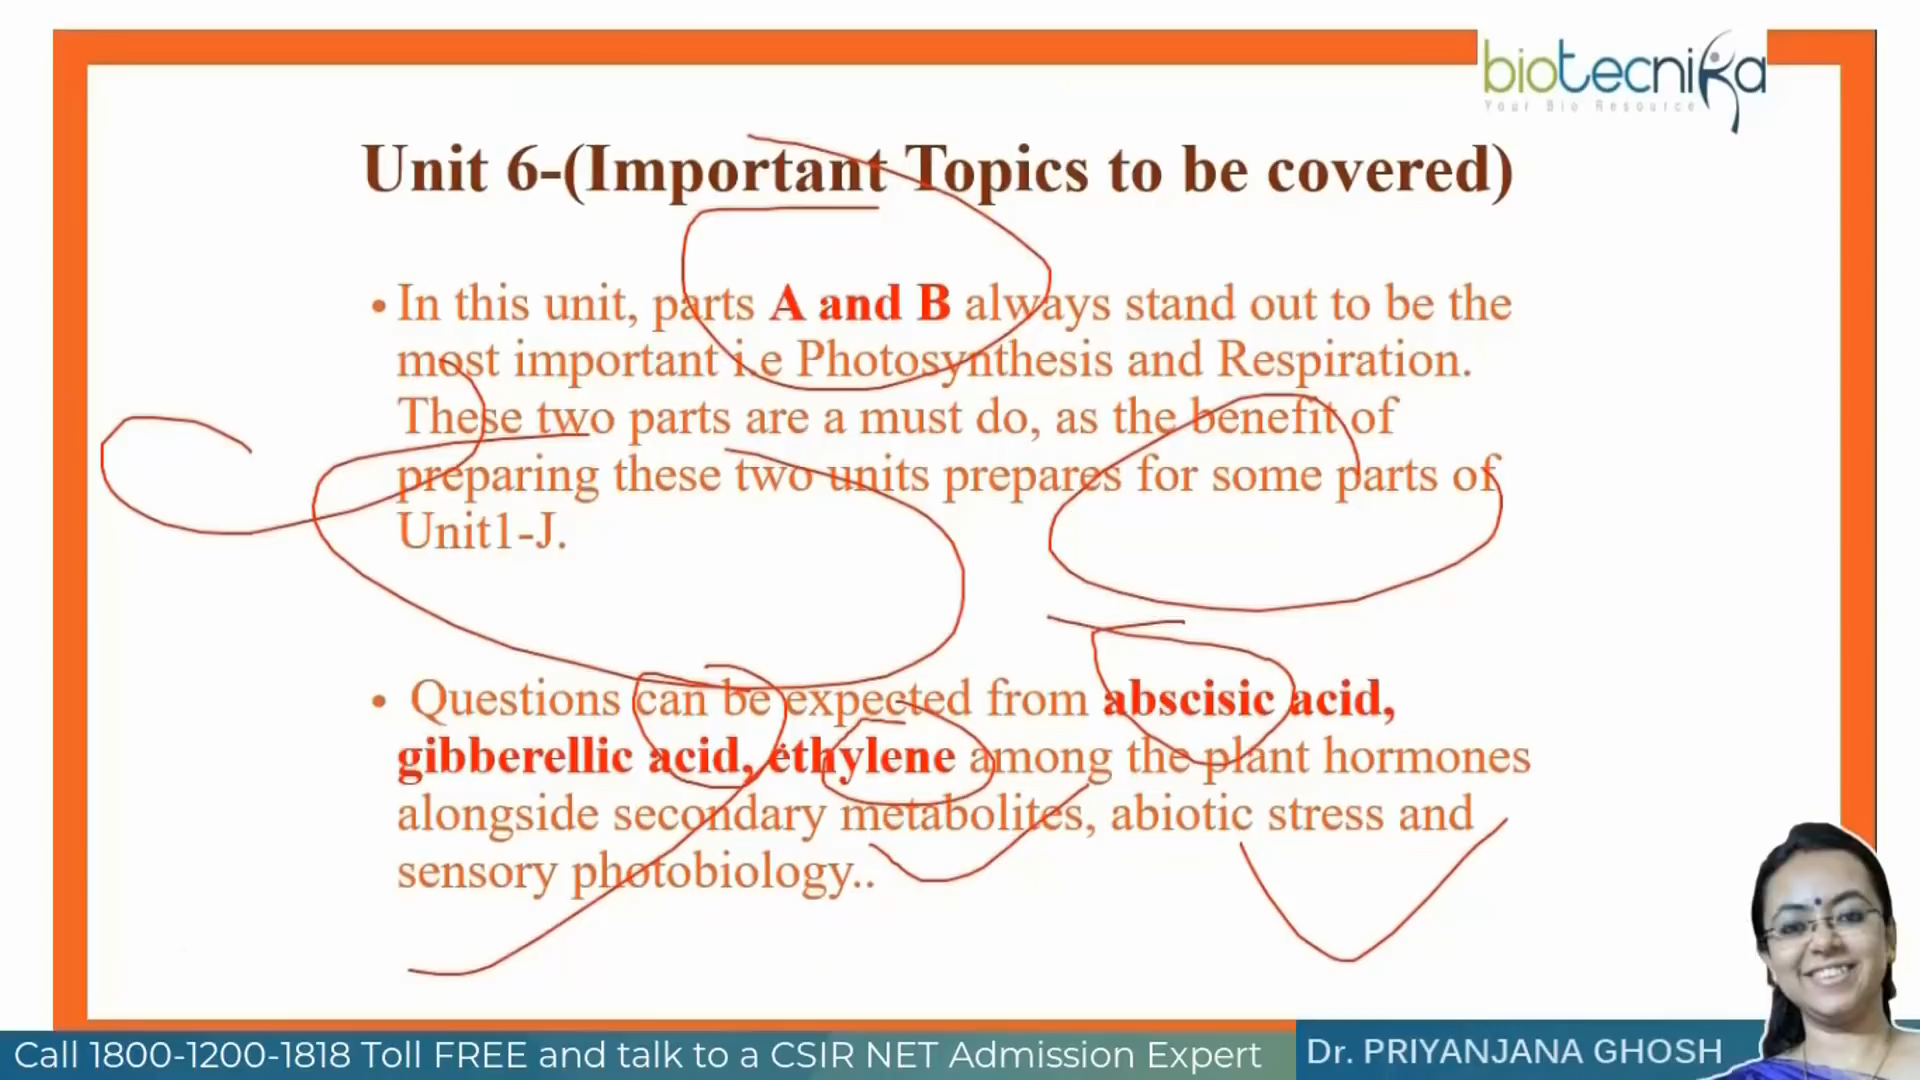 biotecnika
Your Bio Resource
Unit 6-(Important Topics to be covered)
• In this unit, parts A and B always stand out to be the
most important i.e Photosynthesis and Respiration.
These two parts are a must do, as the benefit of
preparing these two units prepares for some parts of
Unit1-J.
• Questions can be expected from abscisic acid,
gibberellic acid, ethylene among the plant hormones
alongside secondary metabolites, abiotic stress and
sensory photobiology..
Call 1800-1200-1818 Toll FREE and talk to a CSIR NET Admission Expert
Dr. PRIYANJANA GHOSH